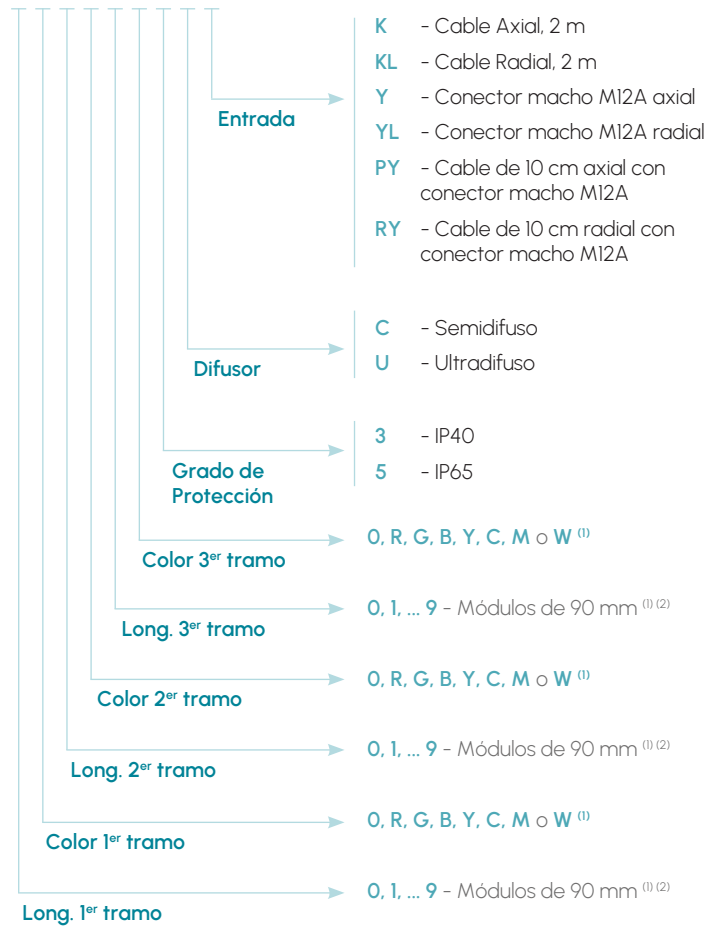 K - Cable Axial, 2 m
KL - Cable Radial, 2 m
Y - Conector macho M12A axial
Entrada
YL - Conector macho M12A radial
PY - Cable de 10 cm axial con
conector macho M12A
RY - Cable de 10 cm radial con
conector macho M12A
C - Semidifuso
Difusor
U - Ultradifuso
3 - IP40
Grado de
Protección
5 - IP65
0, R, G, B, Y, C, M o W (1)
Color 3er tramo
0, 1, ... 9 - Módulos de 90 mm (1) (2)
Long. 3er tramo
0, R, G, B, Y, C, M o W (1)
Color 2er tramo
0, 1, ... 9 - Módulos de 90 mm (1) (2)
Long. 2er tramo
0, R, G, B, Y, C, M o W (1)
Color 1er tramo
0, 1, ... 9 - Módulos de 90 mm (1) (2)
Long. 1er tramo